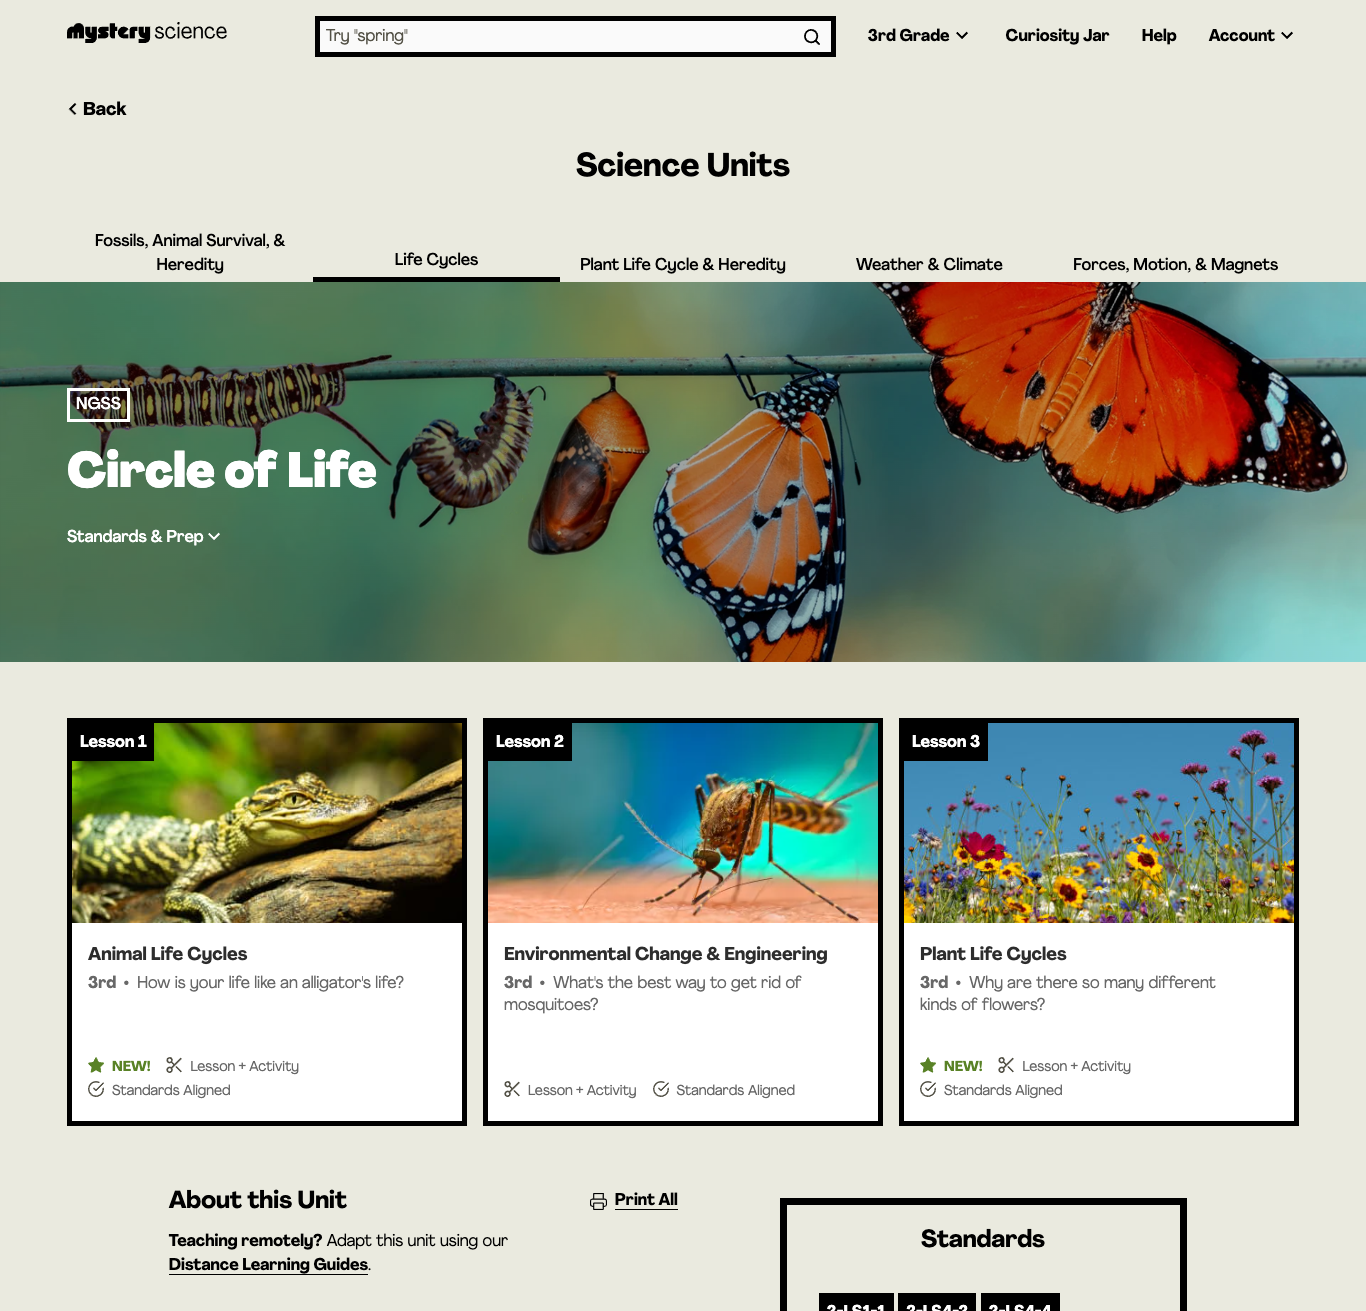 mystery science
Try "spring"
3rd Grade
Curiosity Jar
Help
Account
Back
Science Units
Fossils, Animal Survival, &
Heredity
Life Cycles
Plant Life Cycle & Heredity
Weather & Climate
Forces, Motion, & Magnets
NGSS
Circle of Life
Standards & Prep
Lesson 1
Animal Life Cycles
3rd • How is your life like an alligator's life?
NEW! Lesson + Activity
Standards Aligned
Lesson 2
Environmental Change & Engineering
3rd • What's the best way to get rid of
mosquitoes?
Lesson + Activity Standards Aligned
Lesson 3
Plant Life Cycles
3rd • Why are there so many different
kinds of flowers?
NEW! Lesson + Activity
Standards Aligned
About this Unit
Print All
Teaching remotely? Adapt this unit using our
Distance Learning Guides.
Standards